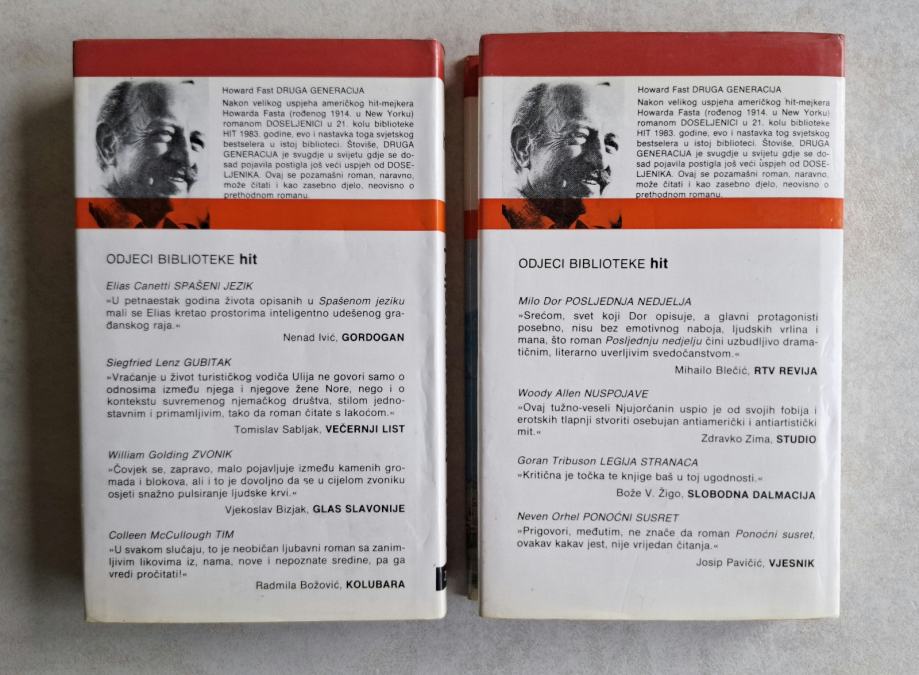 Howard Fast DRUGA GENERACIJA
Nakon velikog uspjeha američkog hit-mejkera
Howarda Fasta (rođenog 1914. u New Yorku)
romanom DOSELJENICI u 21. kolu biblioteke
HIT 1983. godine, evo i nastavka tog svjetskog
bestselera u istoj biblioteci. Štoviše, DRUGA
GENERACIJA je svugdje u svijetu gdje se do-
sad pojavila postigla još veći uspjeh od DOSE-
LJENIKA. Ovaj se pozamašni roman, naravno,
može čitati i kao zasebno djelo, neovisno o
prethodnom romanu.
ODJECI BIBLIOTEKE hit
Elias Canetti SPAŠENI JEZIK
»U petnaestak godina života opisanih u Spašenom jeziku
mali se Elias kretao prostorima inteligentno udešenog gra-
đanskog raja.«
Nenad Ivić, GORDOGAN
Siegfried Lenz GUBITAK
»Vraćanje u život turističkog vodiča Ulija ne govori samo o
odnosima između njega i njegove žene Nore, nego i o
kontekstu suvremenog njemačkog društva, stilom jedno-
stavnim i primamljivim, tako da roman čitate s lakoćom.«
Tomislav Sabljak, VEČERNJI LIST
William Golding ZVONIK
»Čovjek se, zapravo, malo pojavljuje između kamenih gro-
mada i blokova, ali i to je dovoljno da se u cijelom zvoniku
osjeti snažno pulsiranje ljudske krvi.«
Vjekoslav Bizjak, GLAS SLAVONIJE
Colleen McCullough TIM
»U svakom slučaju, to je neobičan ljubavni roman sa zanim-
ljivim likovima iz, nama, nove i nepoznate sredine, pa ga
vredi pročitati!«
Radmila Božović, KOLUBARA
Howard Fast DRUGA GENERACIJA
Nakon velikog uspjeha američkog hit-mejkera
Howarda Fasta (rođenog 1914. u New Yorku)
romanom DOSELJENICI u 21. kolu biblioteke
HIT 1983. godine, evo i nastavka tog svjetskog
bestselera u istoj biblioteci. Štoviše, DRUGA
GENERACIJA je svugdje u svijetu gdje se do-
sad pojavila postigla još veći uspjeh od DOSE-
LJENIKA. Ovaj se pozamašni roman, naravno,
može čitati i kao zasebno djelo, neovisno o
prethodnom romanu.
ODJECI BIBLIOTEKE hit
Milo Dor POSLJEDNJA NEDJELJA
»Srećom, svet koji Dor opisuje, a glavni protagonisti
posebno, nisu bez emotivnog naboja, ljudskih vrlina i
mana, što roman Posljednju nedjelju čini uzbudljivo drama-
tičnim, literarno uverljivim svedočanstvom.«
Mihailo Blečić, RTV REVIJA
Woody Allen NUSPOJAVE
»Ovaj tužno-veseli Njujorčanin uspio je od svojih fobija i
erotskih tlapnji stvoriti osebujan antiamerički i antiartistički
mit.«
Zdravko Zima, STUDIO
Goran Tribuson LEGIJA STRANACA
»Kritična je točka te knjige baš u toj ugodnosti.«
Bože V. Žigo, SLOBODNA DALMACIJA
Neven Orhel PONOĆNI SUSRET
»Prigovori, međutim, ne znače da roman Ponoćni susret,
ovakav kakav jest, nije vrijedan čitanja.«
Josip Pavičić, VJESNIK